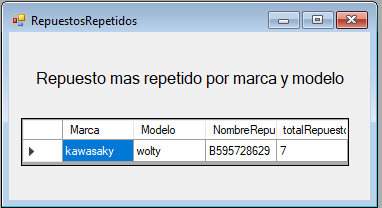 RepuestosRepetidos
Repuesto mas repetido por marca y modelo
Marca Modelo NombreRepu totalRepuesto
kawasaky wolty B595728629 7